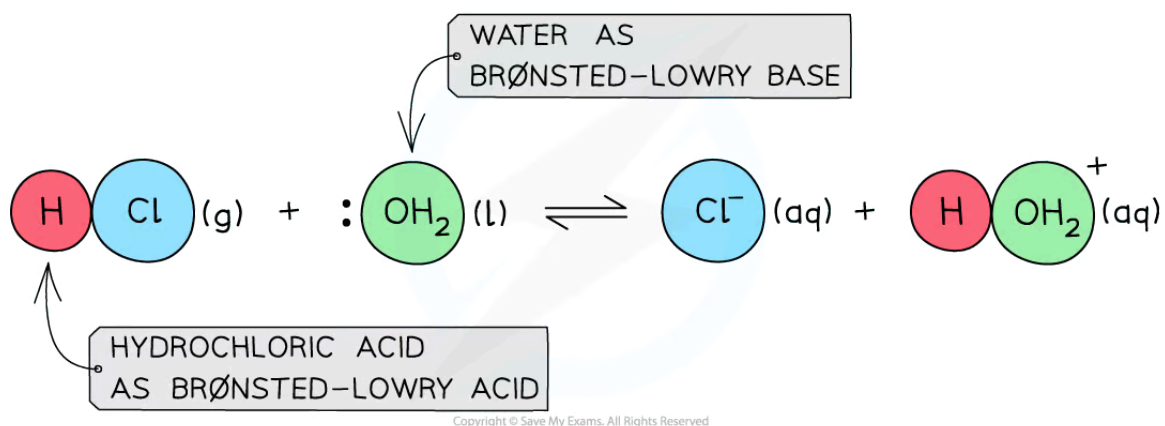 WATER AS
BRØNSTED–LOWRY BASE
H Cl (g) + : OH₂ (l) ⇌ Cl⁻ (aq) + H OH₂⁺ (aq)
HYDROCHLORIC ACID
AS BRØNSTED–LOWRY ACID
Copyright © Save My Exams. All Rights Reserved